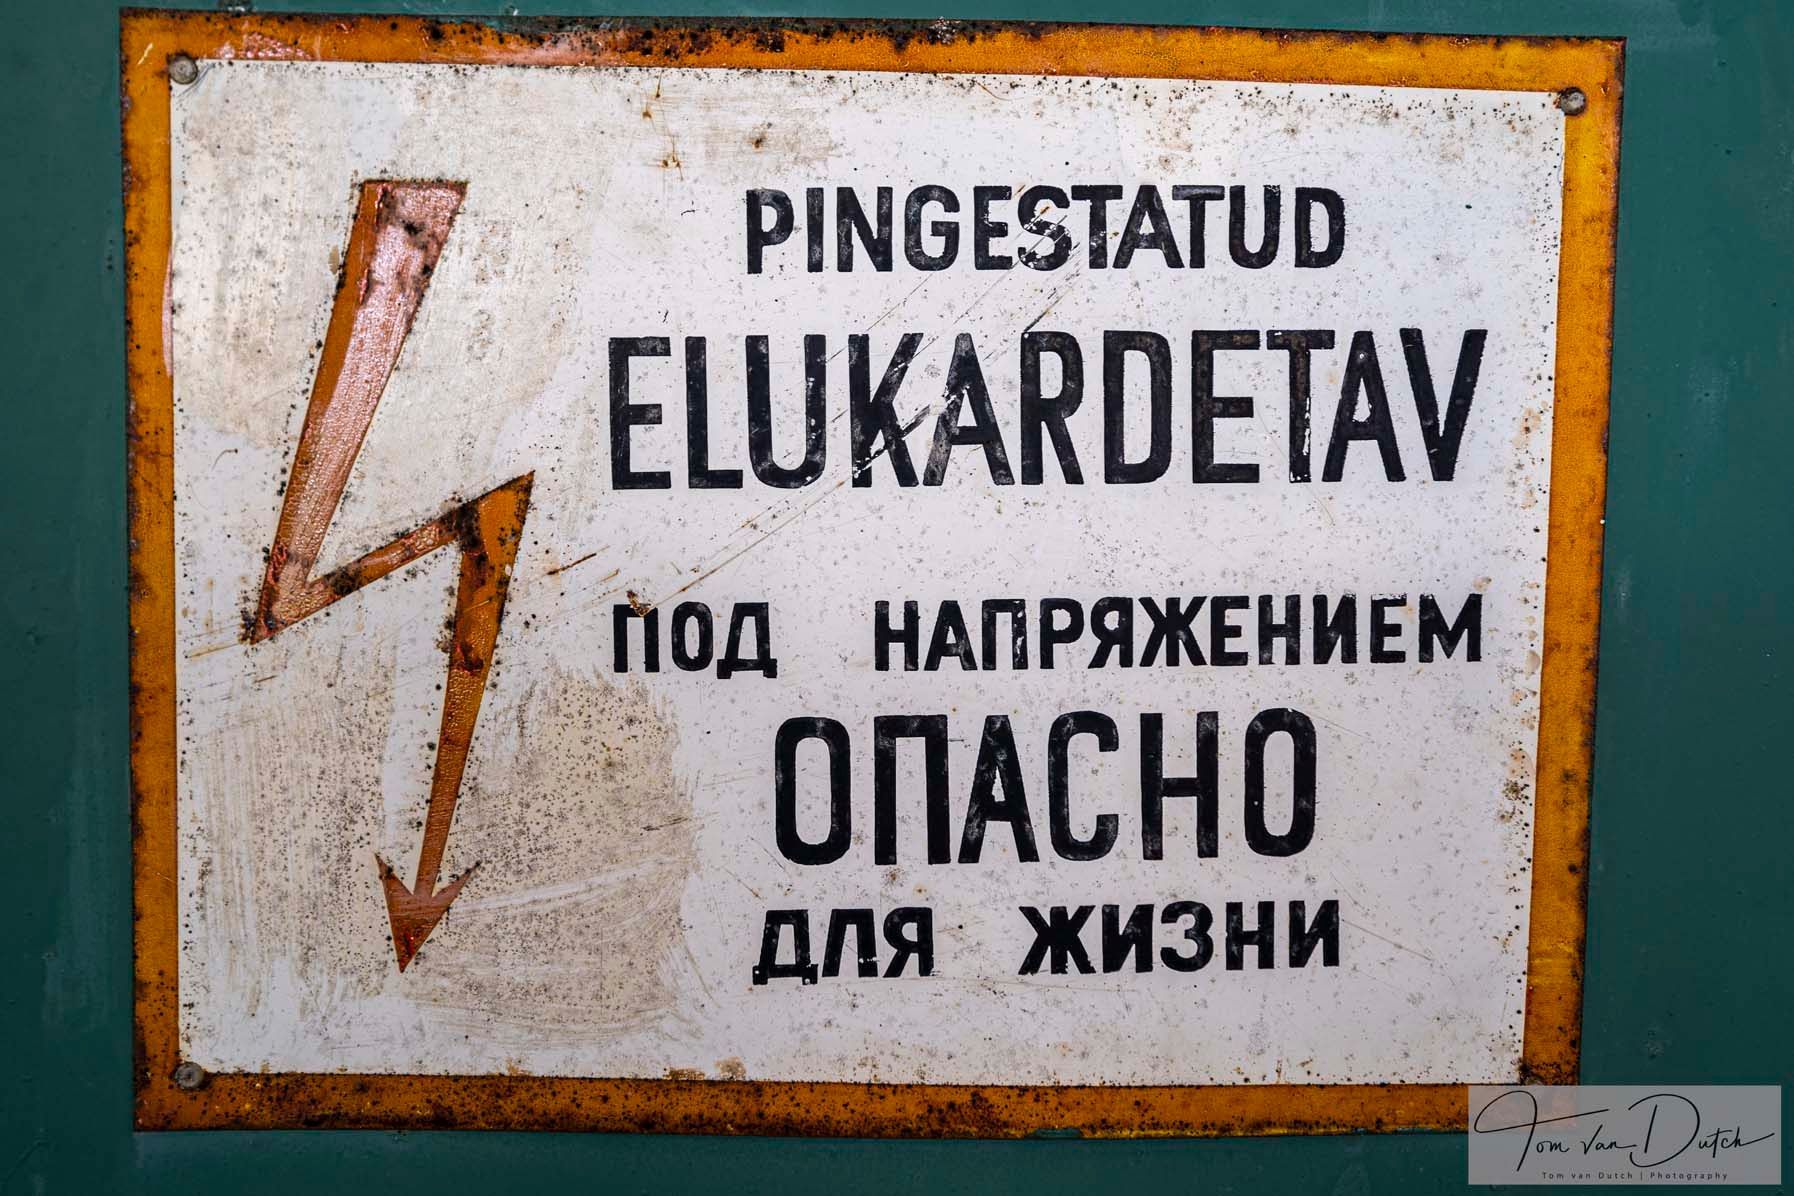 PINGESTATUD
ELUKARDETAV
ПОД НАПРЯЖЕНИЕМ
ОПАСНО
ДЛЯ ЖИЗНИ
Tom van Dutch
Tom van Dutch | Photography